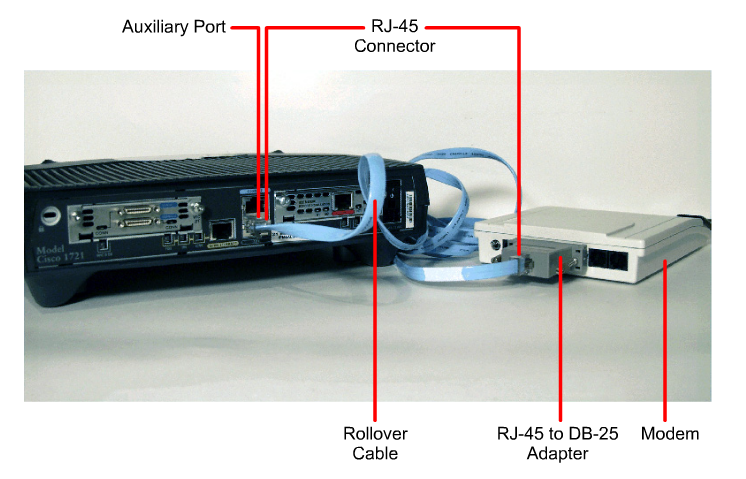 Auxiliary Port
RJ-45
Connector
Model
Cisco 1721
Rollover
Cable
RJ-45 to DB-25
Adapter
Modem